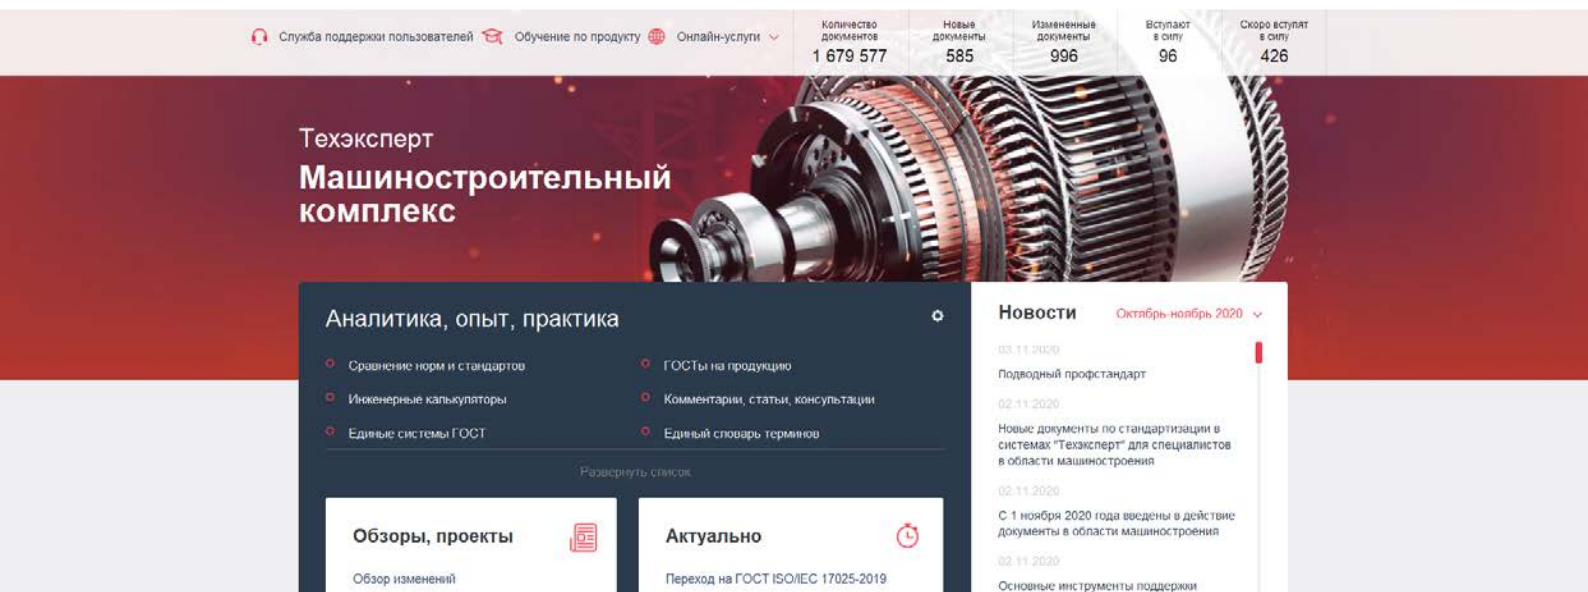 Служба поддержки пользователей
Обучение по продукту
Онлайн-услуги
Количество
документов
1 679 577
Новые
документы
585
Измененные
документы
996
Вступают
в силу
96
Скоро вступят
в силу
426
Техэксперт
Машиностроительный
комплекс
Аналитика, опыт, практика
Сравнение норм и стандартов
ГОСТы на продукцию
Инженерные калькуляторы
Комментарии, статьи, консультации
Единые системы ГОСТ
Единый словарь терминов
Развернуть список
Обзоры, проекты
Обзор изменений
Актуально
Переход на ГОСТ ISO/IEC 17025-2019
Новости
Октябрь-ноябрь 2020
03.11.2020
Подводный профстандарт
02.11.2020
Новые документы по стандартизации в
системах "Техэксперт" для специалистов
в области машиностроения
02.11.2020
С 1 ноября 2020 года введены в действие
документы в области машиностроения
02.11.2020
Основные инструменты поддержки